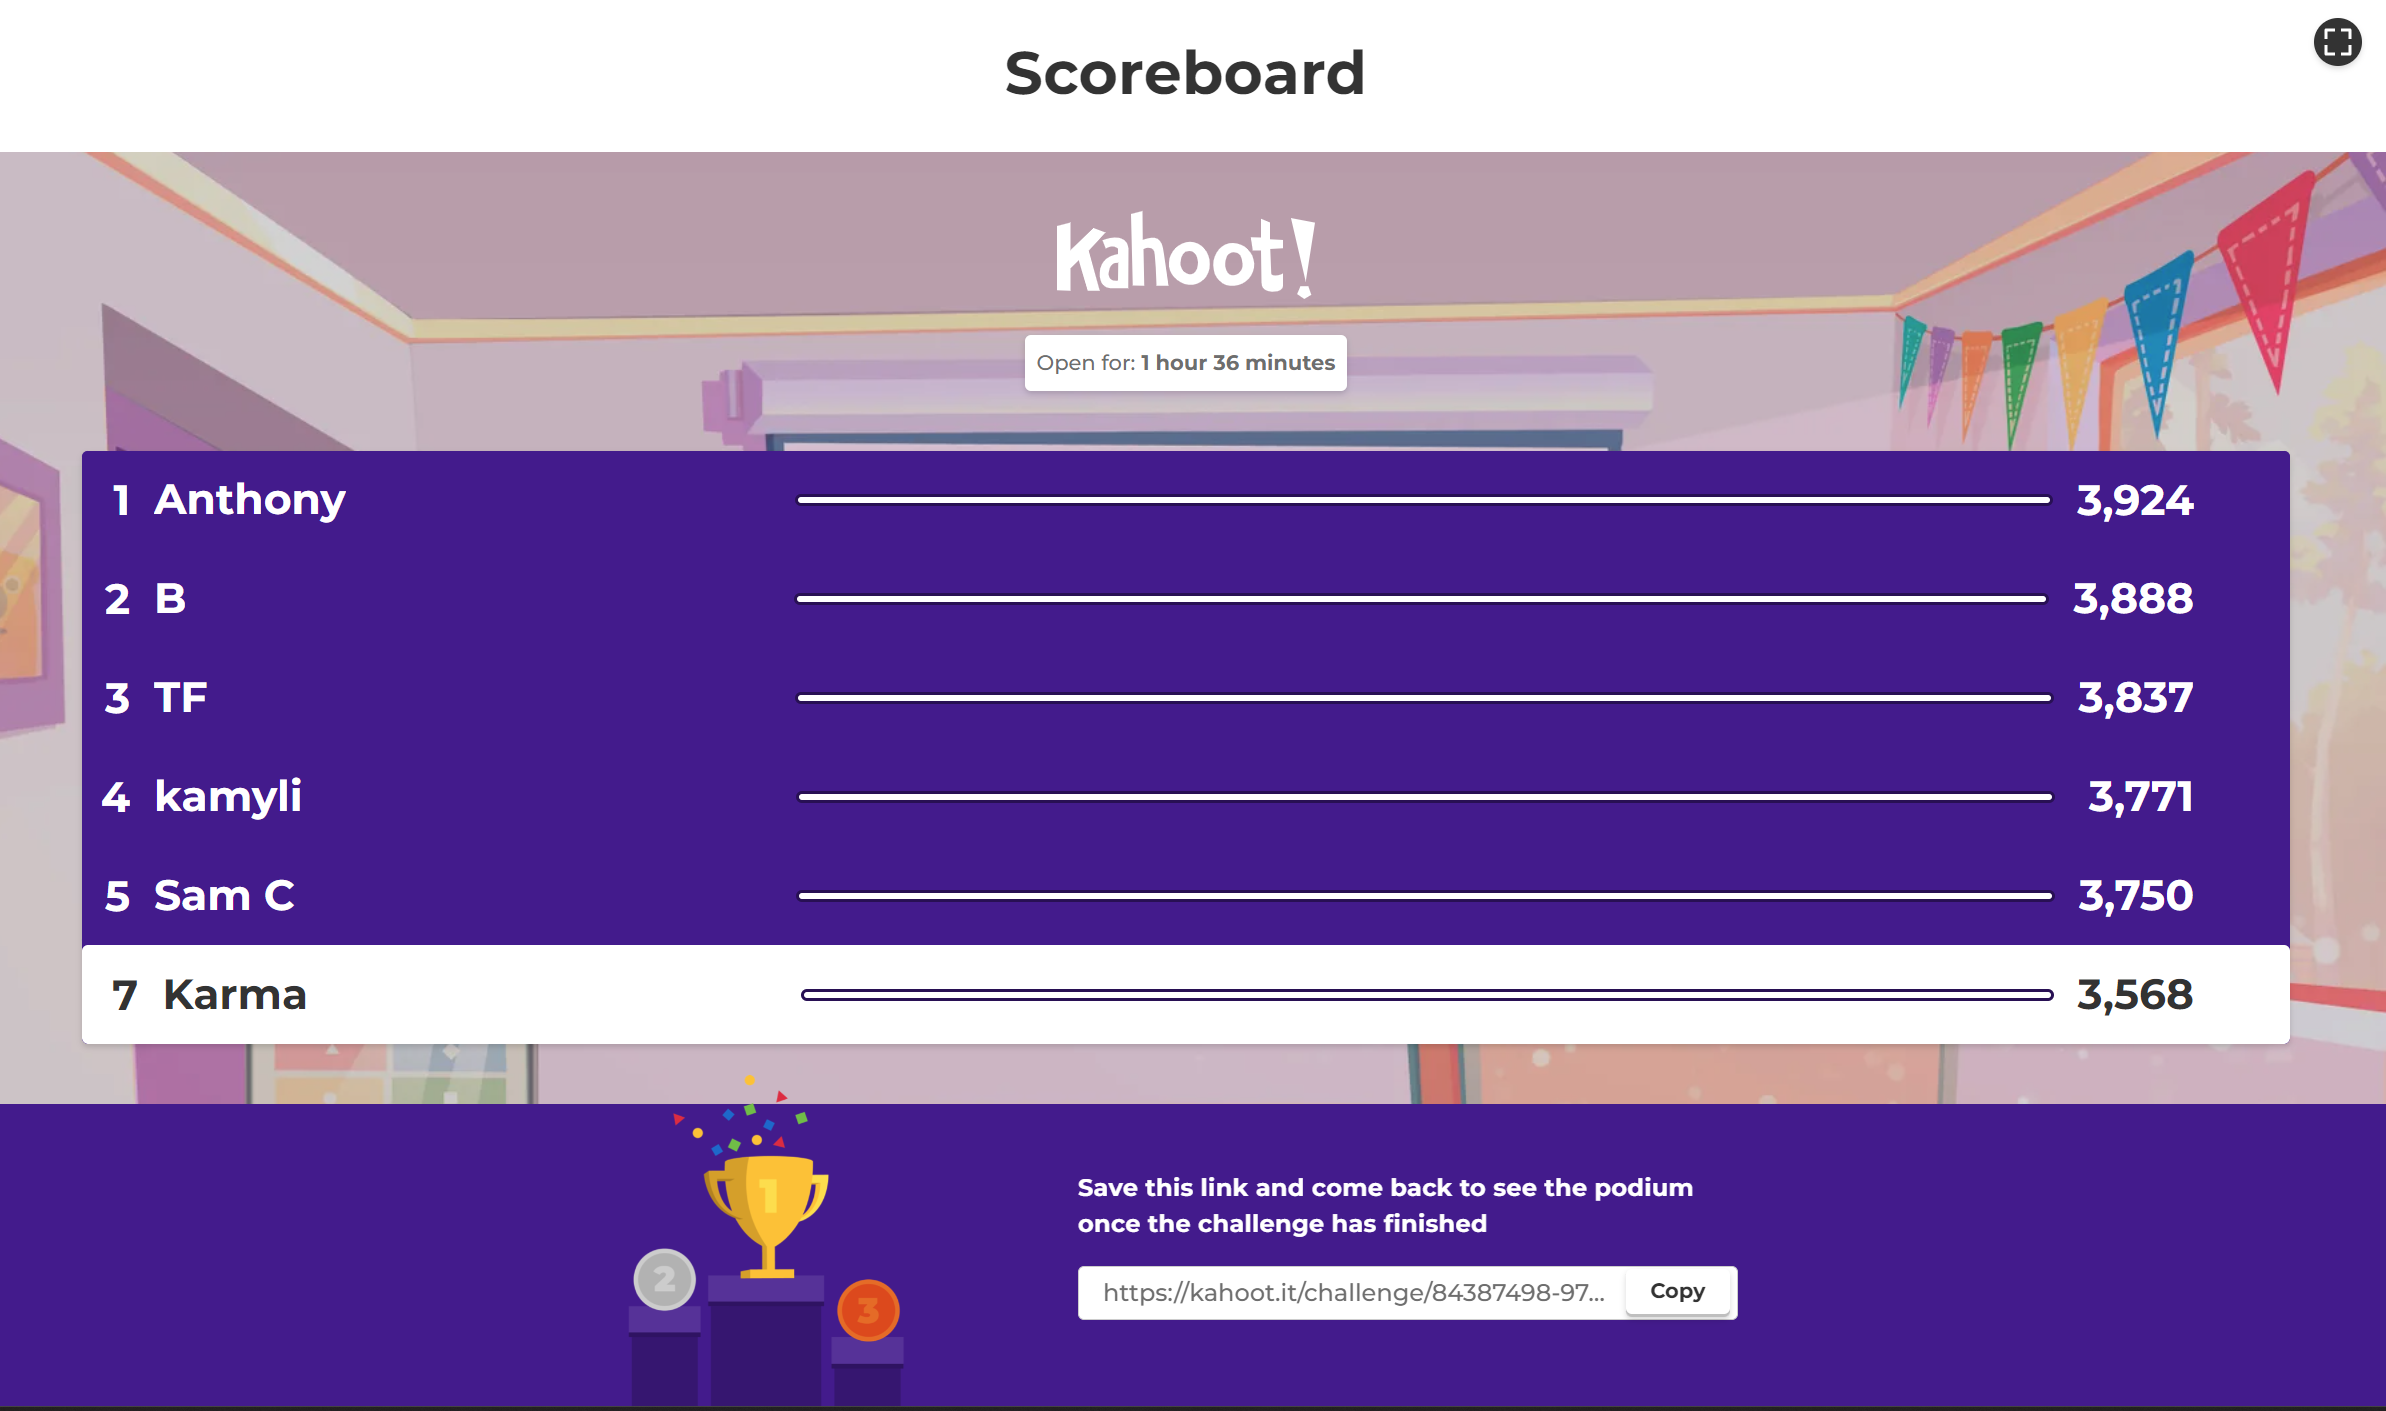 Scoreboard
Kahoot!
Open for: 1 hour 36 minutes
1 Anthony 3,924
2 B 3,888
3 TF 3,837
4 kamyli 3,771
5 Sam C 3,750
7 Karma 3,568
1
2
3
Save this link and come back to see the podium
once the challenge has finished
https://kahoot.it/challenge/84387498-97... Copy